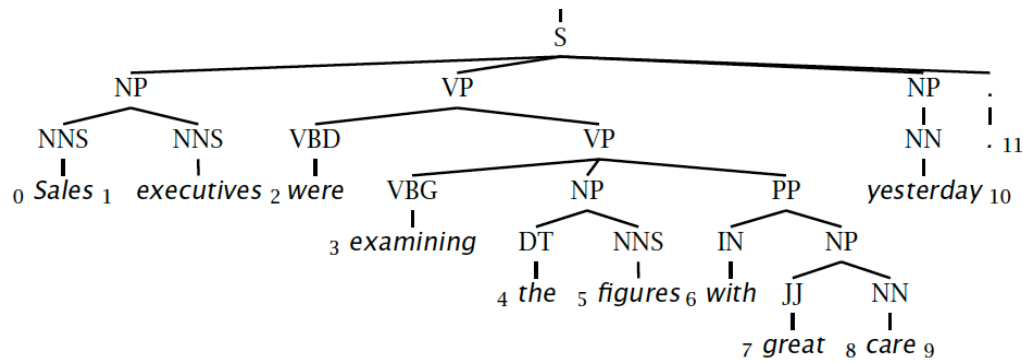 S
NP VP NP .
NNS NNS VBD VP NN . 11
0 Sales 1 executives 2 were VBG NP PP yesterday 10
3 examining DT NNS IN NP
4 the 5 figures 6 with JJ NN
7 great 8 care 9